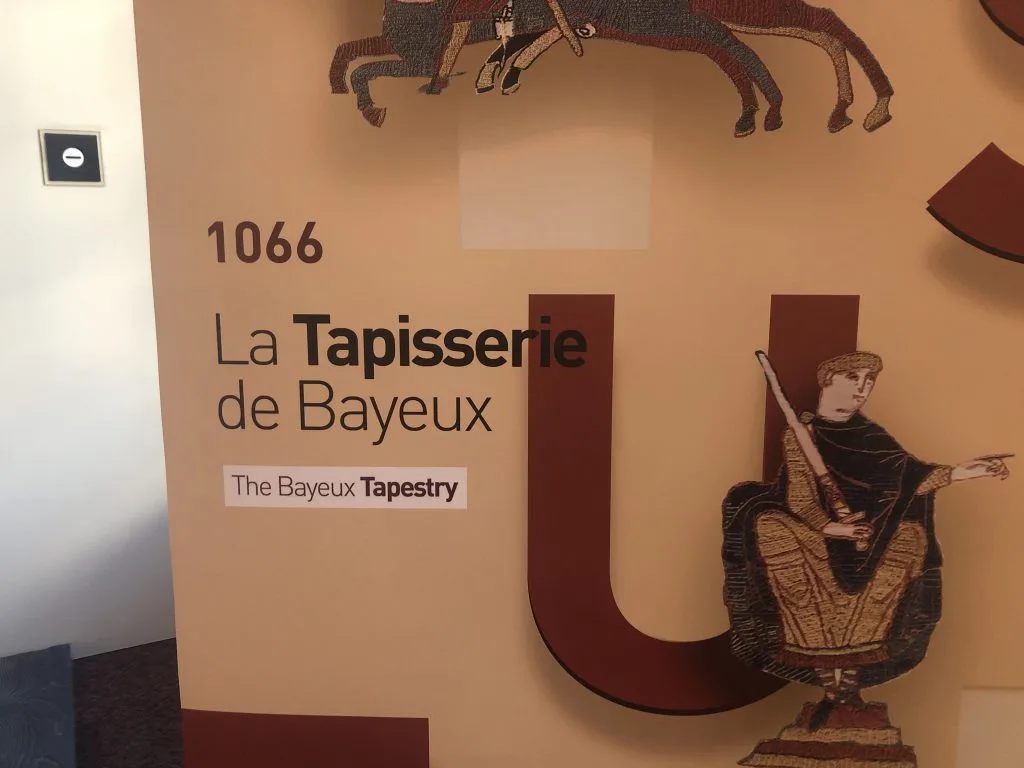 1066
La Tapisserie
de Bayeux
The Bayeux Tapestry
U